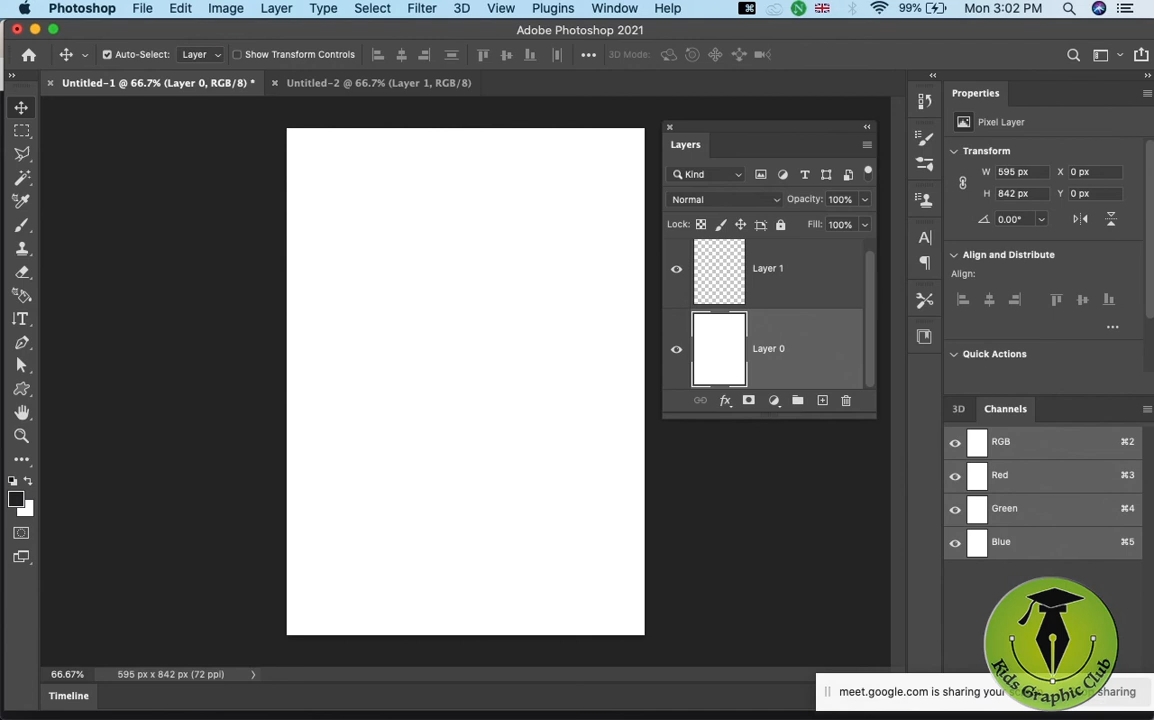 Photoshop File Edit Image Layer Type Select Filter 3D View Plugins Window Help 99% Mon 3:02 PM
Adobe Photoshop 2021
Auto-Select: Layer Show Transform Controls 3D Mode:
Untitled-1 @ 66.7% (Layer 0, RGB/8) * Untitled-2 @ 66.7% (Layer 1, RGB/8)
Layers
Kind
Normal Opacity: 100%
Lock: Fill: 100%
Layer 1
Layer 0
fx
Properties
Pixel Layer
Transform
W 595 px X 0 px
H 842 px Y 0 px
0.00°
Align and Distribute
Align:
Quick Actions
3D Channels
RGB ⌘2
Red ⌘3
Green ⌘4
Blue ⌘5
66.67% 595 px x 842 px (72 ppi)
Timeline
meet.google.com is sharing your sharing
Kids Graphic Club